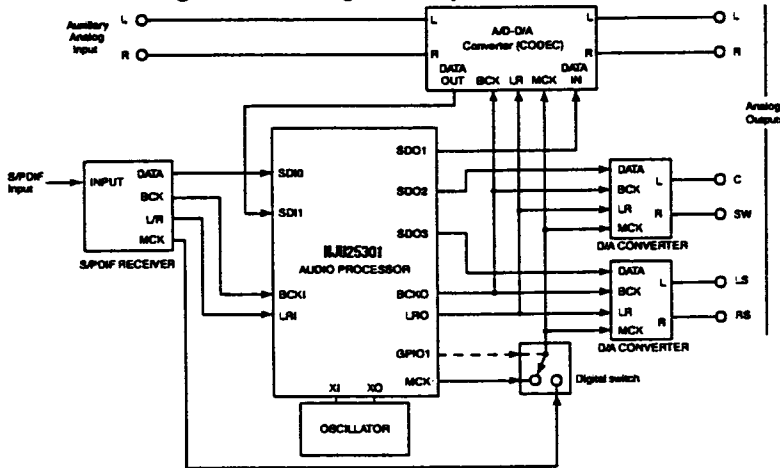 Auxiliary
Analog
Input
L
R
L
R
A/D-D/A
Converter (CODEC)
L
R
DATA
OUT
BCK
LR
MCK
DATA
IN
L
R
Analog
Output
S/PDIF
Input
INPUT
DATA
BCK
L/R
MCK
S/PDIF RECEIVER
SDI0
SDI1
BCKI
LRI
NJU25301
AUDIO PROCESSOR
SDO1
SDO2
SDO3
BCKO
LRO
GPIO1
MCK
XI
XO
OSCILLATOR
DATA
BCK
LR
MCK
L
R
D/A CONVERTER
C
SW
DATA
BCK
LR
MCK
L
R
D/A CONVERTER
LS
RS
Digital switch